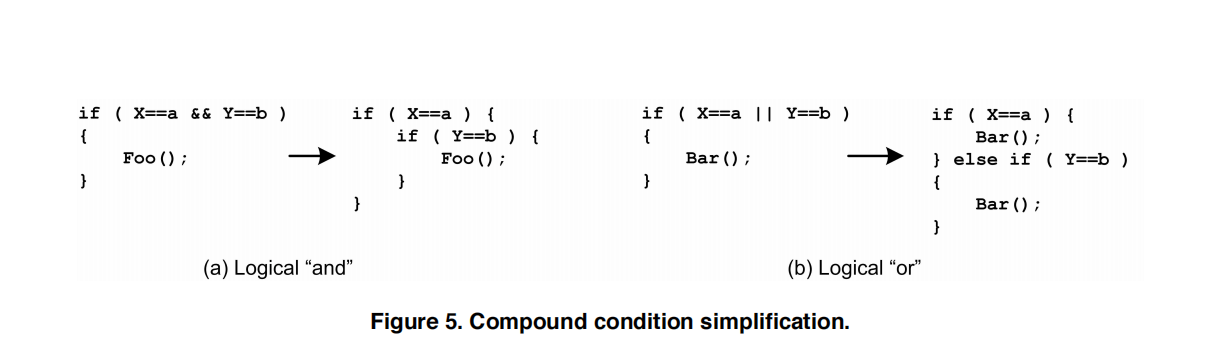 if ( X==a && Y==b )
{
    Foo();
}
if ( X==a ) {
    if ( Y==b ) {
        Foo();
    }
}
(a) Logical “and”
if ( X==a || Y==b )
{
    Bar();
}
if ( X==a ) {
    Bar();
} else if ( Y==b )
{
    Bar();
}
(b) Logical “or”
Figure 5. Compound condition simplification.